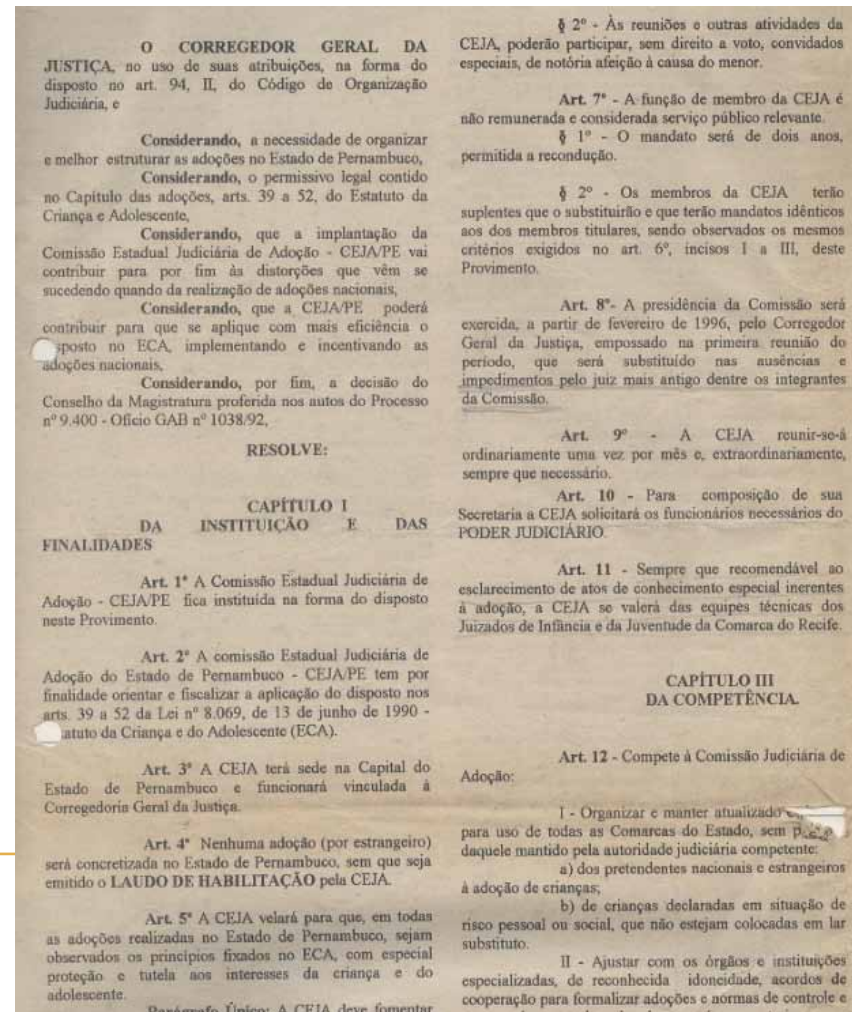 O CORREGEDOR GERAL DA
JUSTIÇA, no uso de suas atribuições, na forma do
disposto no art. 94, II, do Código de Organização
Judiciária, e
Considerando, a necessidade de organizar
e melhor estruturar as adoções no Estado de Pernambuco,
Considerando, o permissivo legal contido
no Capítulo das adoções, arts. 39 a 52, do Estatuto da
Criança e Adolescente,
Considerando, que a implantação da
Comissão Estadual Judiciária de Adoção - CEJA/PE vai
contribuir para por fim às distorções que vêm se
sucedendo quando da realização de adoções nacionais,
Considerando, que a CEJA/PE poderá
contribuir para que se aplique com mais eficiência o
sposto no ECA, implementando e incentivando as
adoções nacionais,
Considerando, por fim, a decisão do
Conselho da Magistratura proferida nos autos do Processo
nº 9.400 - Ofício GAB nº 1038/92,
RESOLVE:
CAPÍTULO I
DA INSTITUIÇÃO E DAS
FINALIDADES
Art. 1º A Comissão Estadual Judiciária de
Adoção - CEJA/PE fica instituída na forma do disposto
neste Provimento.
Art. 2º A comissão Estadual Judiciária de
Adoção do Estado de Pernambuco - CEJA/PE tem por
finalidade orientar e fiscalizar a aplicação do disposto nos
arts. 39 a 52 da Lei nº 8.069, de 13 de junho de 1990 -
atuto da Criança e do Adolescente (ECA).
Art. 3º A CEJA terá sede na Capital do
Estado de Pernambuco e funcionará vinculada à
Corregedoria Geral da Justiça.
Art. 4º Nenhuma adoção (por estrangeiro)
será concretizada no Estado de Pernambuco, sem que seja
emitido o LAUDO DE HABILITAÇÃO pela CEJA.
Art. 5º A CEJA velará para que, em todas
as adoções realizadas no Estado de Pernambuco, sejam
observados os princípios fixados no ECA, com especial
proteção e tutela aos interesses da criança e do
adolescente.
Parágrafo Único: A CEJA deve fomentar
§ 2º - Às reuniões e outras atividades da
CEJA, poderão participar, sem direito a voto, convidados
especiais, de notória afeição à causa do menor.
Art. 7º - A função de membro da CEJA é
não remunerada e considerada serviço público relevante.
§ 1º - O mandato será de dois anos,
permitida a recondução.
§ 2º - Os membros da CEJA terão
suplentes que o substituirão e que terão mandatos idênticos
aos dos membros titulares, sendo observados os mesmos
critérios exigidos no art. 6º, incisos I a III, deste
Provimento.
Art. 8º- A presidência da Comissão será
exercida, a partir de fevereiro de 1996, pelo Corregedor
Geral da Justiça, empossado na primeira reunião do
período, que será substituído nas ausências e
impedimentos pelo juiz mais antigo dentre os integrantes
da Comissão.
Art. 9º - A CEJA reunir-se-á
ordinariamente uma vez por mês e, extraordinariamente,
sempre que necessário.
Art. 10 - Para composição de sua
Secretaria a CEJA solicitará os funcionários necessários do
PODER JUDICIÁRIO.
Art. 11 - Sempre que recomendável ao
esclarecimento de atos de conhecimento especial inerentes
à adoção, a CEJA se valerá das equipes técnicas dos
Juizados de Infância e da Juventude da Comarca do Recife.
CAPÍTULO III
DA COMPETÊNCIA.
Art. 12 - Compete à Comissão Judiciária de
Adoção:
I - Organizar e manter atualizado
para uso de todas as Comarcas do Estado, sem
daquele mantido pela autoridade judiciária competente:
a) dos pretendentes nacionais e estrangeiros
à adoção de crianças;
b) de crianças declaradas em situação de
risco pessoal ou social, que não estejam colocadas em lar
substituto.
II - Ajustar com os órgãos e instituições
especializadas, de reconhecida idoneidade, acordos de
cooperação para formalizar adoções e normas de controle e